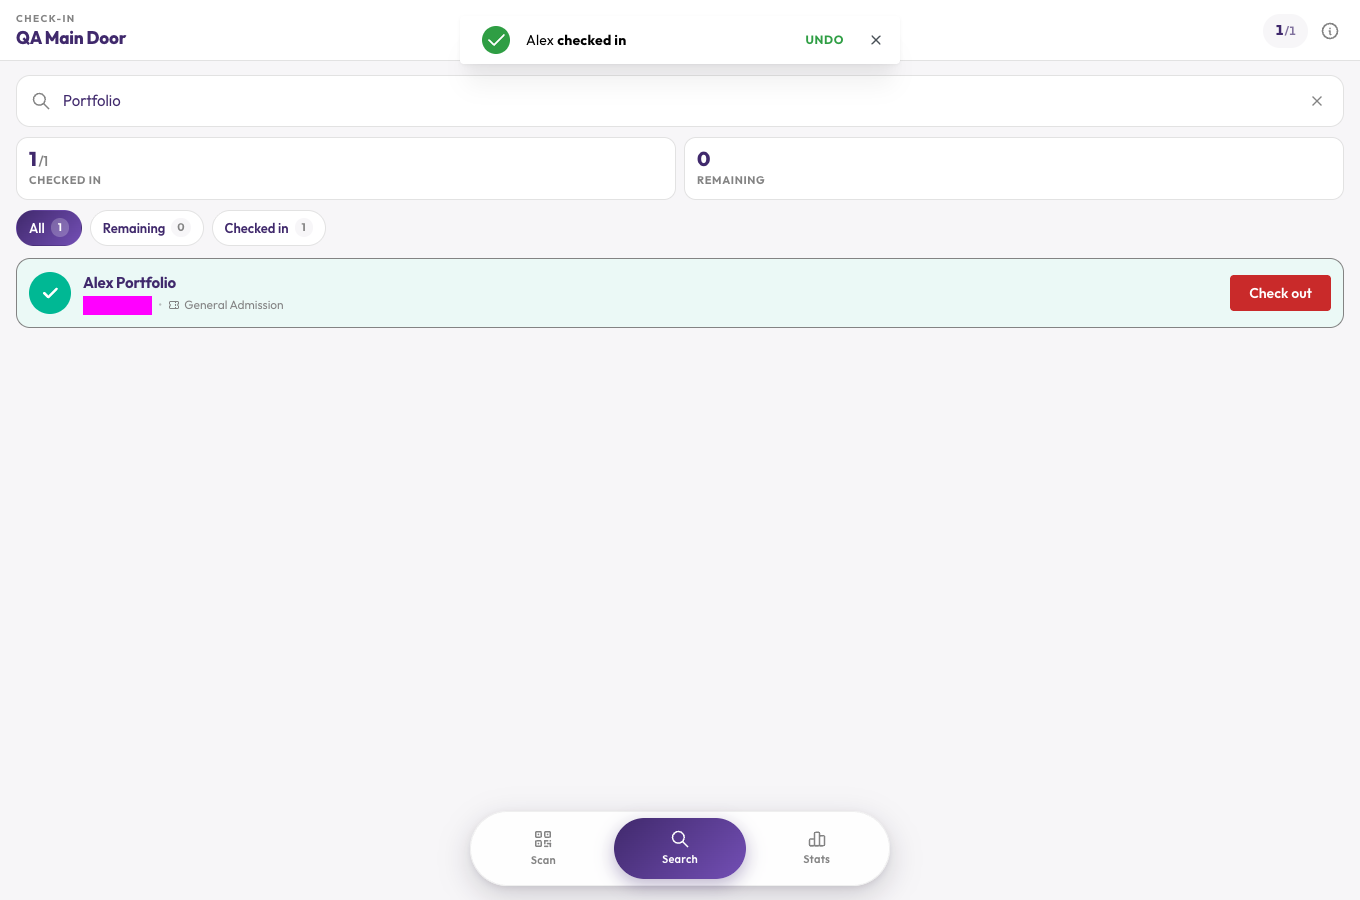 CHECK-IN
QA Main Door
Alex checked in
UNDO
1/1
Portfolio
1/1
CHECKED IN
0
REMAINING
All 1
Remaining 0
Checked in 1
Alex Portfolio
· General Admission
Check out
Scan
Search
Stats